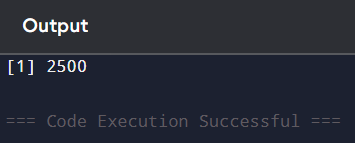 Output
[1] 2500
=== Code Execution Successful ===